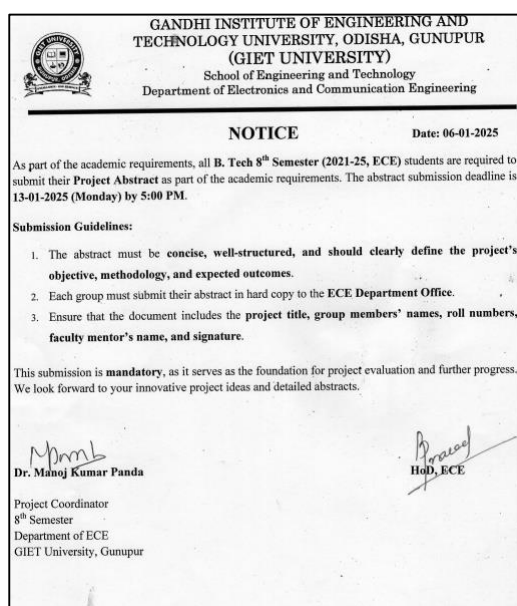 GANDHI INSTITUTE OF ENGINEERING AND
TECHNOLOGY UNIVERSITY, ODISHA, GUNUPUR
(GIET UNIVERSITY)
School of Engineering and Technology
Department of Electronics and Communication Engineering
NOTICE
Date: 06-01-2025
As part of the academic requirements, all B. Tech 8th Semester (2021-25, ECE) students are required to
submit their Project Abstract as part of the academic requirements. The abstract submission deadline is
13-01-2025 (Monday) by 5:00 PM.
Submission Guidelines:
1. The abstract must be concise, well-structured, and should clearly define the project's
objective, methodology, and expected outcomes.
2. Each group must submit their abstract in hard copy to the ECE Department Office.
3. Ensure that the document includes the project title, group members' names, roll numbers,
faculty mentor's name, and signature.
This submission is mandatory, as it serves as the foundation for project evaluation and further progress.
We look forward to your innovative project ideas and detailed abstracts.
Dr. Manoj Kumar Panda
HoD, ECE
Project Coordinator
8th Semester
Department of ECE
GIET University, Gunupur